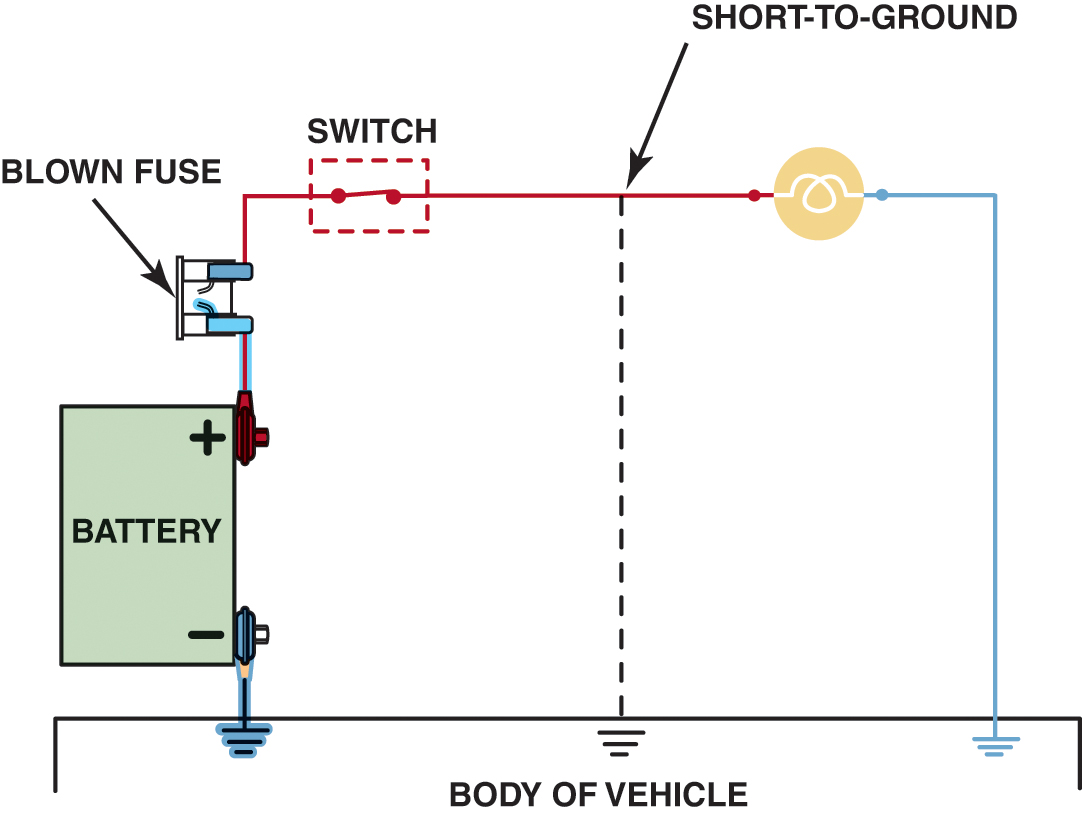 SHORT-TO-GROUND
SWITCH
BLOWN FUSE
+
BATTERY
−
BODY OF VEHICLE